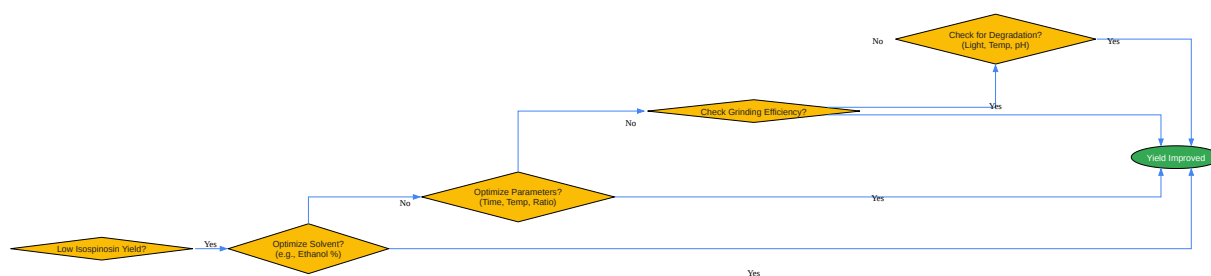 Check for Degradation?
(Light, Temp, pH)
No
Yes
Check Grinding Efficiency?
Yes
No
Yield Improved
Optimize Parameters?
(Time, Temp, Ratio)
No
Yes
Low Isospinosin Yield?
Yes
Optimize Solvent?
(e.g., Ethanol %)
Yes